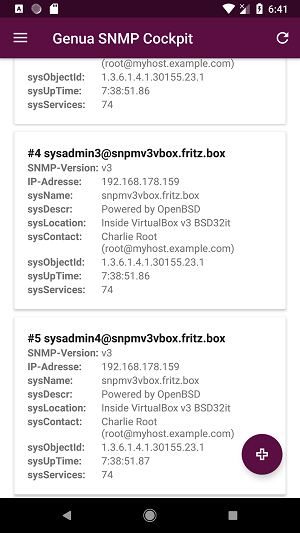 6:41
Genua SNMP Cockpit
(root@myhost.example.com)
sysObjectId: 1.3.6.1.4.1.30155.23.1
sysUpTime: 7:38:51.86
sysServices: 74
#4 sysadmin3@snpmv3vbox.fritz.box
SNMP-Version: v3
IP-Adresse: 192.168.178.159
sysName: snpmv3vbox.fritz.box
sysDescr: Powered by OpenBSD
sysLocation: Inside VirtualBox v3 BSD32it
sysContact: Charlie Root
(root@myhost.example.com)
sysObjectId: 1.3.6.1.4.1.30155.23.1
sysUpTime: 7:38:51.86
sysServices: 74
#5 sysadmin4@snpmv3vbox.fritz.box
SNMP-Version: v3
IP-Adresse: 192.168.178.159
sysName: snpmv3vbox.fritz.box
sysDescr: Powered by OpenBSD
sysLocation: Inside VirtualBox v3 BSD32it
sysContact: Charlie Root
(root@myhost.example.com)
sysObjectId: 1.3.6.1.4.1.30155.23.1
sysUpTime: 7:38:51.87
sysServices: 74